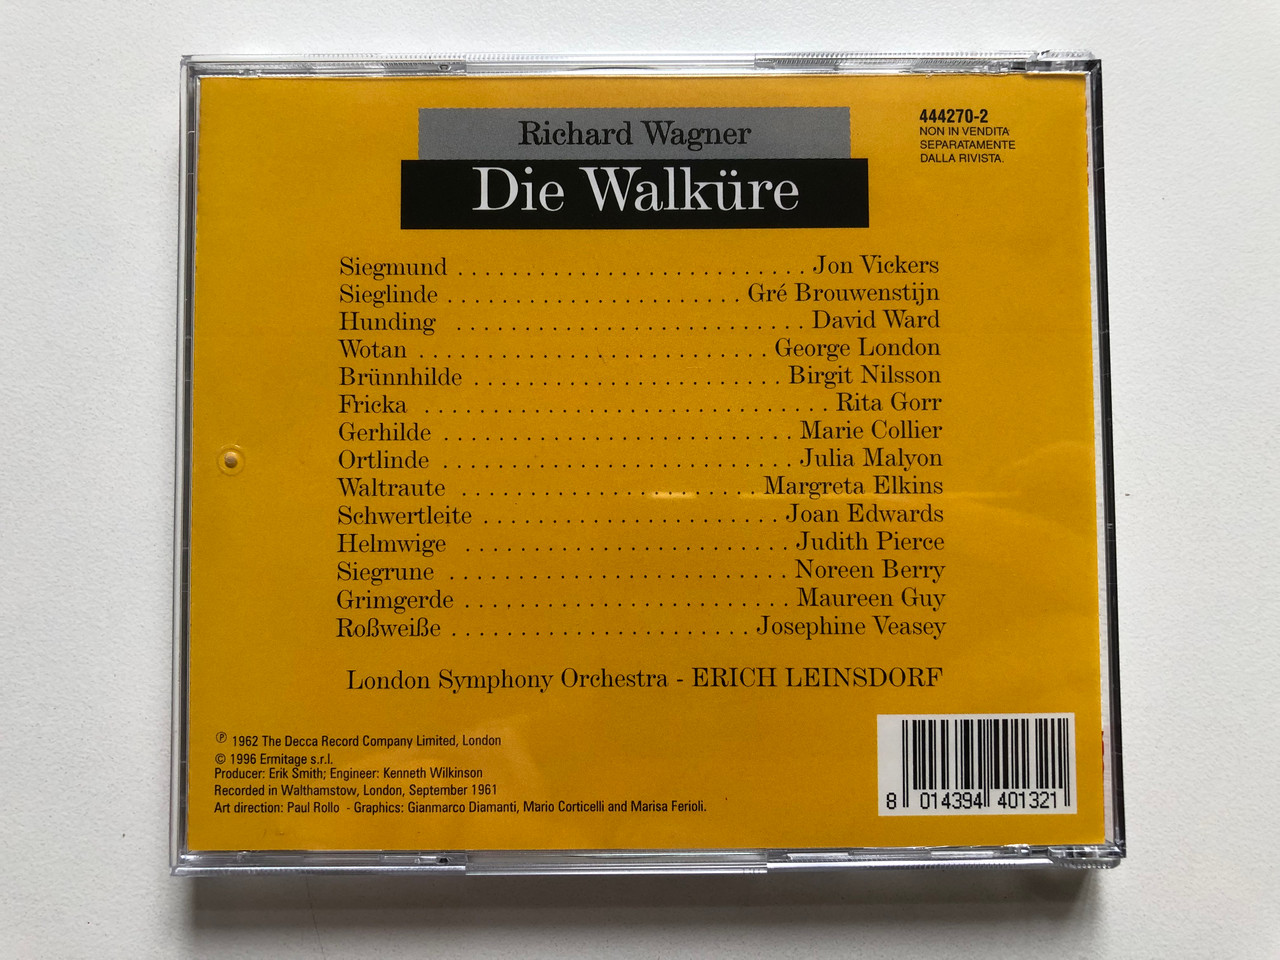 Richard Wagner
Die Walküre
444270-2
NON IN VENDITA
SEPARATAMENTE
DALLA RIVISTA.
Siegmund . . . . . . . . . . . . . . . . . . . . . . . . . . Jon Vickers
Sieglinde . . . . . . . . . . . . . . . . . . . . . . Gré Brouwenstijn
Hunding . . . . . . . . . . . . . . . . . . . . . . . . . . David Ward
Wotan . . . . . . . . . . . . . . . . . . . . . . . . . . George London
Brünnhilde . . . . . . . . . . . . . . . . . . . . . . . Birgit Nilsson
Fricka . . . . . . . . . . . . . . . . . . . . . . . . . . . . . . Rita Gorr
Gerhilde . . . . . . . . . . . . . . . . . . . . . . . . . . Marie Collier
Ortlinde . . . . . . . . . . . . . . . . . . . . . . . . . . Julia Malyon
Waltraute . . . . . . . . . . . . . . . . . . . . . . Margreta Elkins
Schwertleite . . . . . . . . . . . . . . . . . . . . . . Joan Edwards
Helmwige . . . . . . . . . . . . . . . . . . . . . . . . Judith Pierce
Siegrune . . . . . . . . . . . . . . . . . . . . . . . . . Noreen Berry
Grimgerde . . . . . . . . . . . . . . . . . . . . . . . . Maureen Guy
Roßweiße . . . . . . . . . . . . . . . . . . . . . . Josephine Veasey
London Symphony Orchestra - ERICH LEINSDORF
℗ 1962 The Decca Record Company Limited, London
© 1996 Ermitage s.r.l.
Producer: Erik Smith; Engineer: Kenneth Wilkinson
Recorded in Walthamstow, London, September 1961
Art direction: Paul Rollo - Graphics: Gianmarco Diamanti, Mario Corticelli and Marisa Ferioli.
8 014394 401321